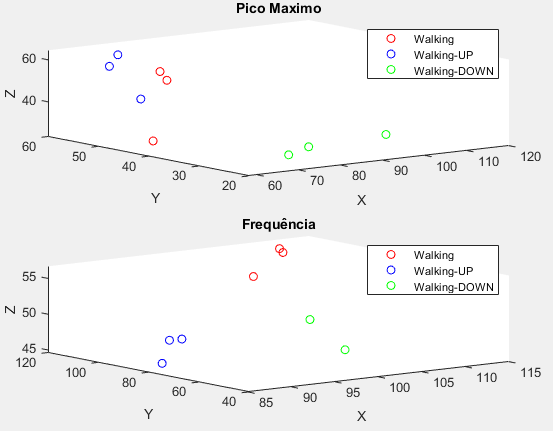 Pico Maximo
Walking
Walking-UP
Walking-DOWN
60
40
Z
60
50
40
30
20
Y
60
70
80
90
100
110
120
X
Frequência
Walking
Walking-UP
Walking-DOWN
55
50
45
Z
120
100
80
60
40
Y
85
90
95
100
105
110
115
X